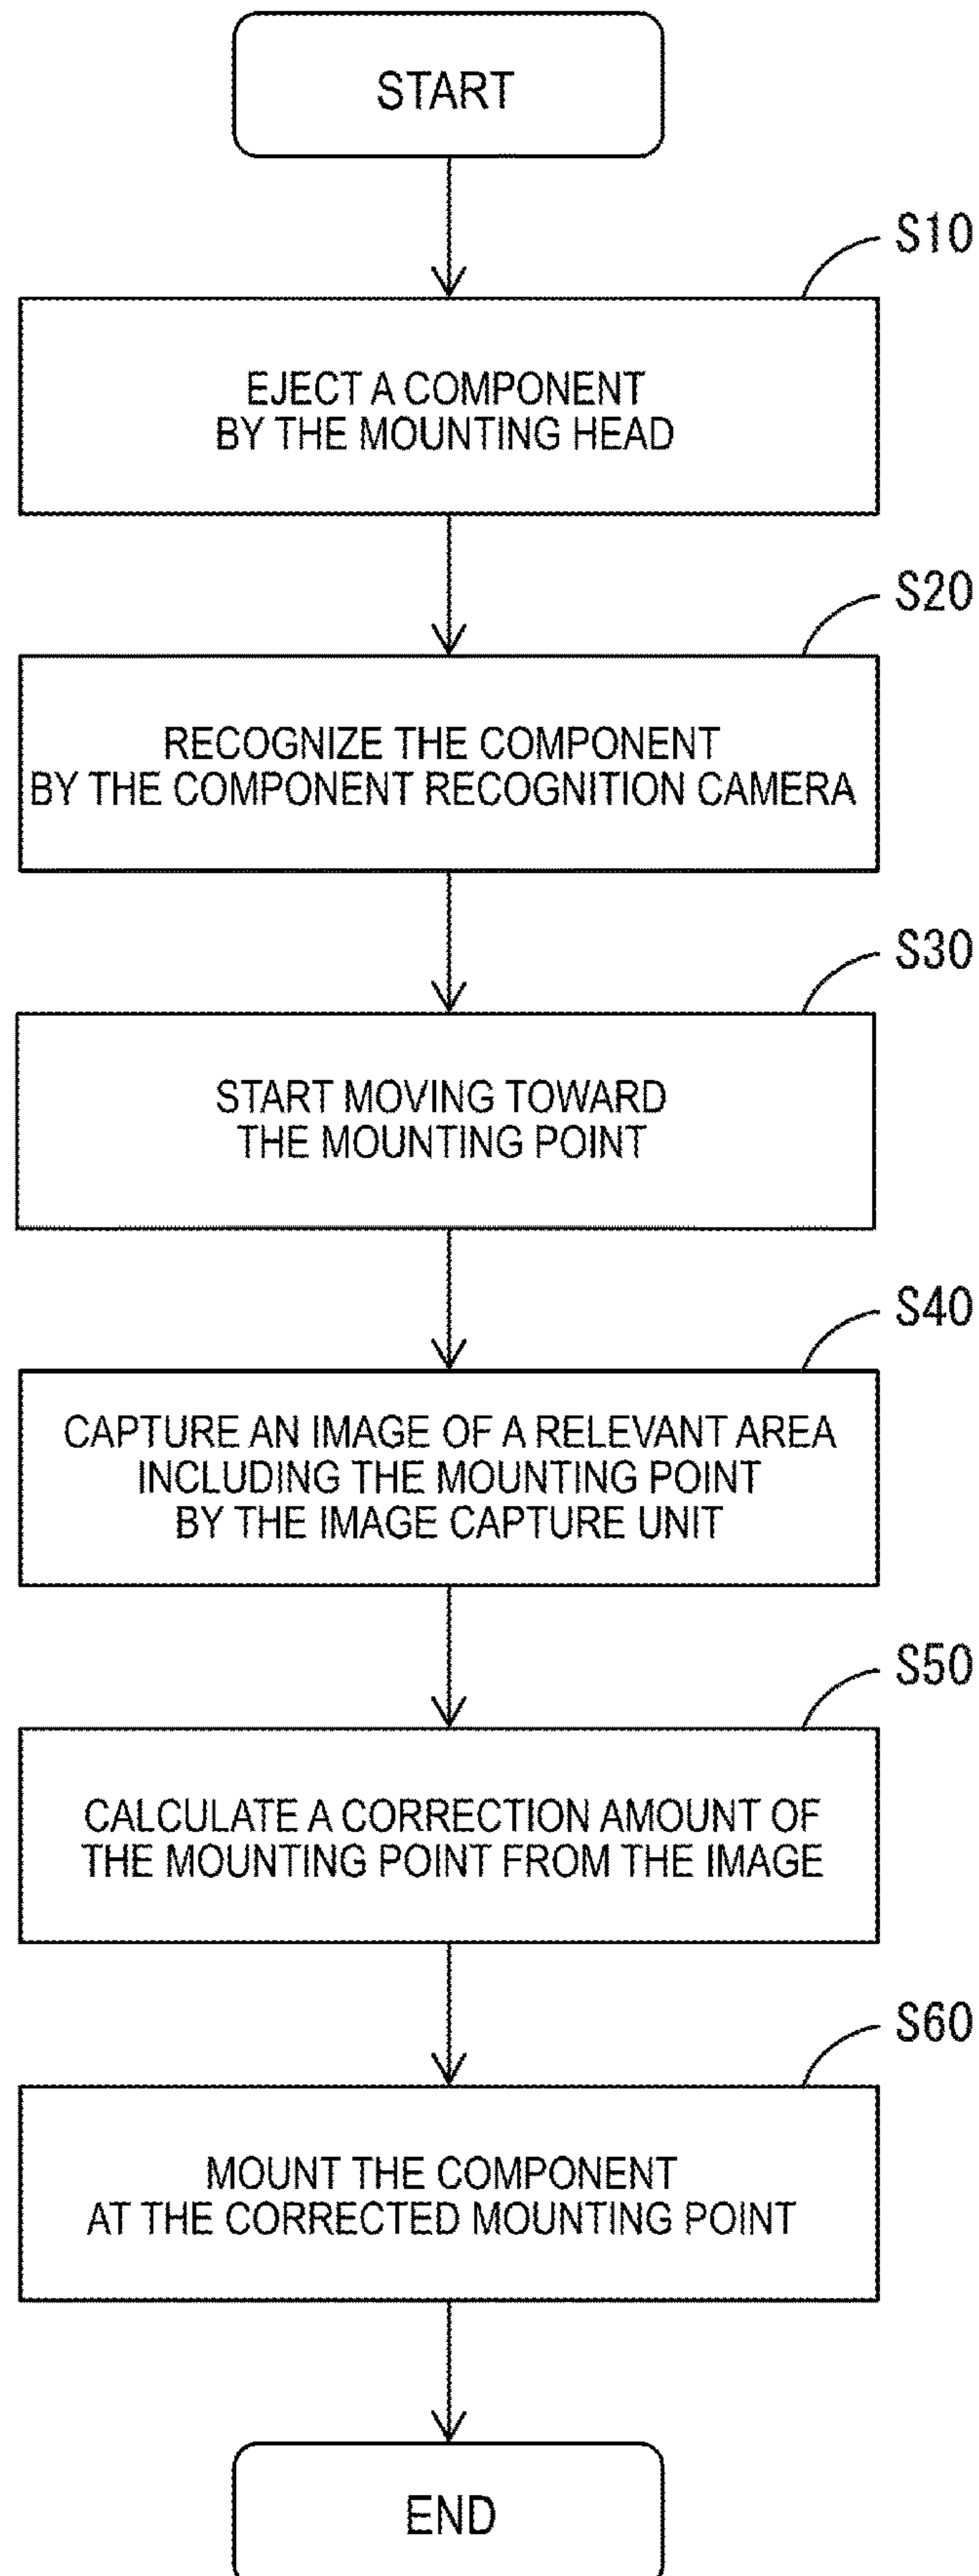 START
S10
EJECT A COMPONENT
BY THE MOUNTING HEAD
S20
RECOGNIZE THE COMPONENT
BY THE COMPONENT RECOGNITION CAMERA
S30
START MOVING TOWARD
THE MOUNTING POINT
S40
CAPTURE AN IMAGE OF A RELEVANT AREA
INCLUDING THE MOUNTING POINT
BY THE IMAGE CAPTURE UNIT
S50
CALCULATE A CORRECTION AMOUNT OF
THE MOUNTING POINT FROM THE IMAGE
S60
MOUNT THE COMPONENT
AT THE CORRECTED MOUNTING POINT
END